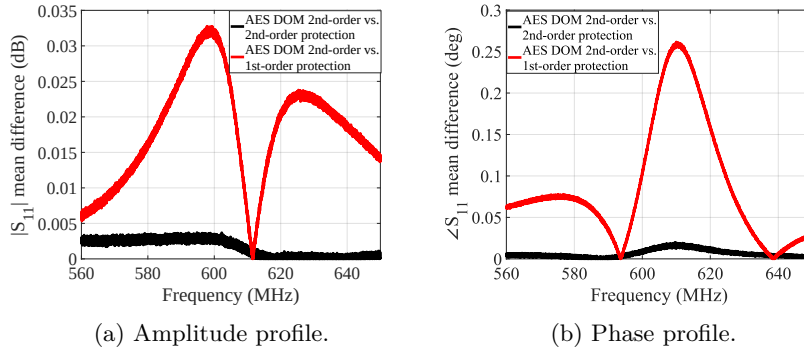 0.035
0.03
0.025
0.02
0.015
0.01
0.005
0
|S11| mean difference (dB)
AES DOM 2nd-order vs.
2nd-order protection
AES DOM 2nd-order vs.
1st-order protection
560 580 600 620 640
Frequency (MHz)
(a) Amplitude profile.
0.3
0.25
0.2
0.15
0.1
0.05
0
∠S11 mean difference (deg)
AES DOM 2nd-order vs.
2nd-order protection
AES DOM 2nd-order vs.
1st-order protection
560 580 600 620 640
Frequency (MHz)
(b) Phase profile.